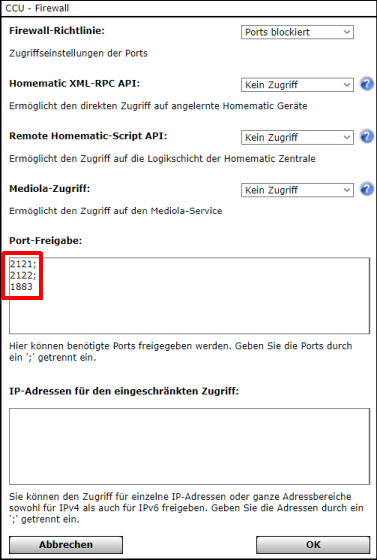 CCU - Firewall
Firewall-Richtlinie: Ports blockiert
Zugriffseinstellungen der Ports
Homematic XML-RPC API: Kein Zugriff
Ermöglicht den direkten Zugriff auf angelernte Homematic Geräte
Remote Homematic-Script API: Kein Zugriff
Ermöglicht den Zugriff auf die Logikschicht der Homematic Zentrale
Mediola-Zugriff: Kein Zugriff
Ermöglicht den Zugriff auf den Mediola-Service
Port-Freigabe:
2121;
2122;
1883
Hier können benötigte Ports freigegeben werden. Geben Sie die Ports durch
ein ';' getrennt ein.
IP-Adressen für den eingeschränkten Zugriff:
Sie können den Zugriff für einzelne IP-Adressen oder ganze Adressbereiche
sowohl für IPv4 als auch für IPv6 freigeben. Geben Sie die Adressen durch ein
';' getrennt ein.
Abbrechen OK